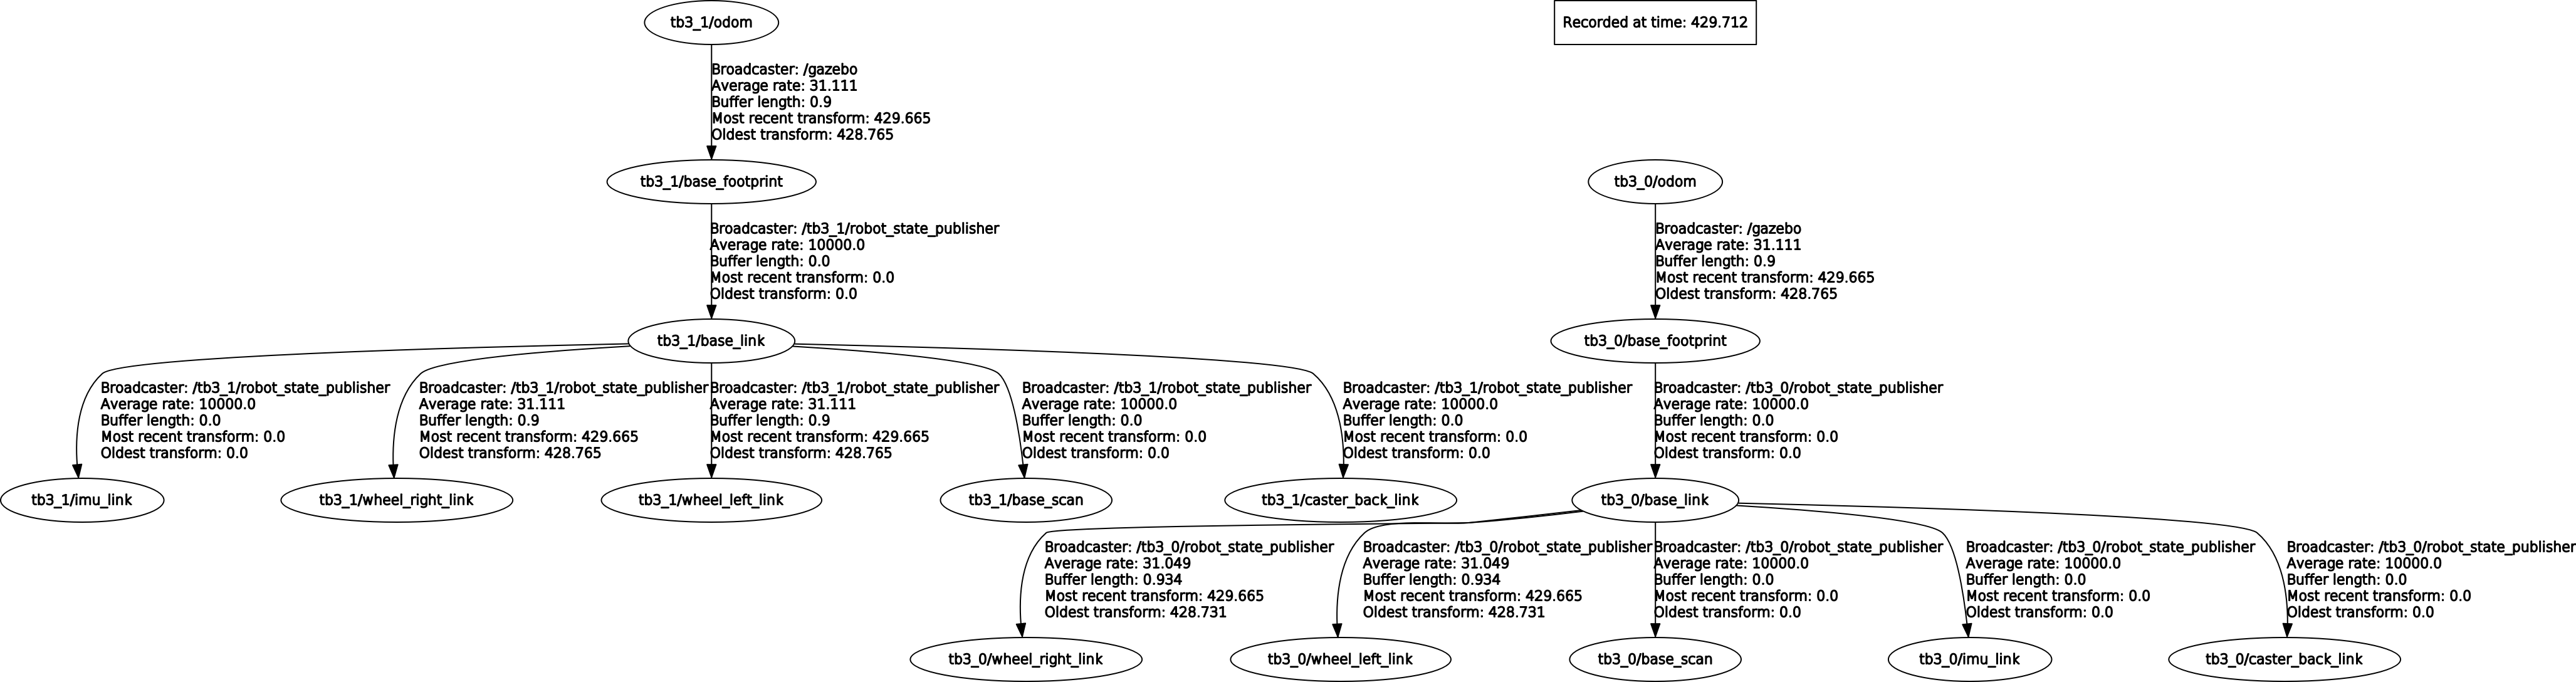 tb3_1/odom
Recorded at time: 429.712
Broadcaster: /gazebo
Average rate: 31.111
Buffer length: 0.9
Most recent transform: 429.665
Oldest transform: 428.765
tb3_1/base_footprint
tb3_0/odom
Broadcaster: /tb3_1/robot_state_publisher
Average rate: 10000.0
Buffer length: 0.0
Most recent transform: 0.0
Oldest transform: 0.0
Broadcaster: /gazebo
Average rate: 31.111
Buffer length: 0.9
Most recent transform: 429.665
Oldest transform: 428.765
tb3_1/base_link
tb3_0/base_footprint
Broadcaster: /tb3_1/robot_state_publisher
Average rate: 10000.0
Buffer length: 0.0
Most recent transform: 0.0
Oldest transform: 0.0
Broadcaster: /tb3_1/robot_state_publisher
Average rate: 31.111
Buffer length: 0.9
Most recent transform: 429.665
Oldest transform: 428.765
Broadcaster: /tb3_1/robot_state_publisher
Average rate: 31.111
Buffer length: 0.9
Most recent transform: 429.665
Oldest transform: 428.765
Broadcaster: /tb3_1/robot_state_publisher
Average rate: 10000.0
Buffer length: 0.0
Most recent transform: 0.0
Oldest transform: 0.0
Broadcaster: /tb3_1/robot_state_publisher
Average rate: 10000.0
Buffer length: 0.0
Most recent transform: 0.0
Oldest transform: 0.0
Broadcaster: /tb3_0/robot_state_publisher
Average rate: 10000.0
Buffer length: 0.0
Most recent transform: 0.0
Oldest transform: 0.0
tb3_1/imu_link
tb3_1/wheel_right_link
tb3_1/wheel_left_link
tb3_1/base_scan
tb3_1/caster_back_link
tb3_0/base_link
Broadcaster: /tb3_0/robot_state_publisher
Average rate: 31.049
Buffer length: 0.934
Most recent transform: 429.665
Oldest transform: 428.731
Broadcaster: /tb3_0/robot_state_publisher
Average rate: 31.049
Buffer length: 0.934
Most recent transform: 429.665
Oldest transform: 428.731
Broadcaster: /tb3_0/robot_state_publisher
Average rate: 10000.0
Buffer length: 0.0
Most recent transform: 0.0
Oldest transform: 0.0
Broadcaster: /tb3_0/robot_state_publisher
Average rate: 10000.0
Buffer length: 0.0
Most recent transform: 0.0
Oldest transform: 0.0
Broadcaster: /tb3_0/robot_state_publisher
Average rate: 10000.0
Buffer length: 0.0
Most recent transform: 0.0
Oldest transform: 0.0
tb3_0/wheel_right_link
tb3_0/wheel_left_link
tb3_0/base_scan
tb3_0/imu_link
tb3_0/caster_back_link